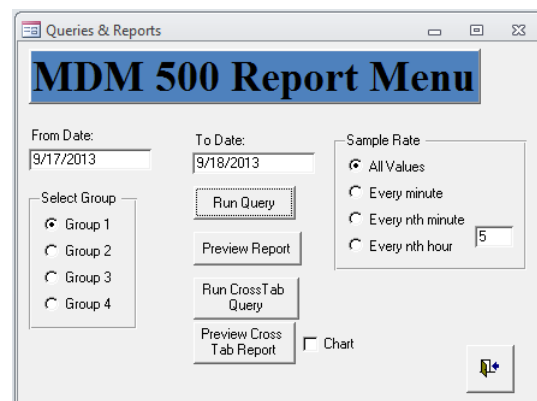 Queries & Reports
MDM 500 Report Menu
From Date:
9/17/2013
To Date:
9/18/2013
Sample Rate
All Values
Every minute
Every nth minute
Every nth hour
5
Select Group
Group 1
Group 2
Group 3
Group 4
Run Query
Preview Report
Run CrossTab
Query
Preview Cross
Tab Report
Chart